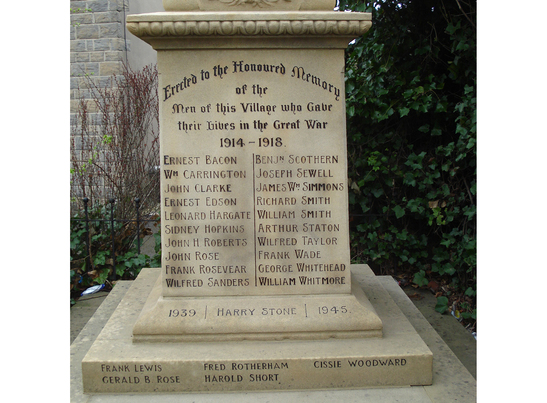 Erected to the Honoured Memory
of the
Men of this Village who Gave
their Lives in the Great War
1914 - 1918.
ERNEST BACON
WM CARRINGTON
JOHN CLARKE
ERNEST EDSON
LEONARD HARGATE
SIDNEY HOPKINS
JOHN H ROBERTS
JOHN ROSE
FRANK ROSEVEAR
WILFRED SANDERS
BENJN SCOTHERN
JOSEPH SEWELL
JAMES WM SIMMONS
RICHARD SMITH
WILLIAM SMITH
ARTHUR STATON
WILFRED TAYLOR
FRANK WADE
GEORGE WHITEHEAD
WILLIAM WHITMORE
1939 | HARRY STONE | 1945.
FRANK LEWIS FRED ROTHERHAM CISSIE WOODWARD
GERALD B ROSE HAROLD SHORT